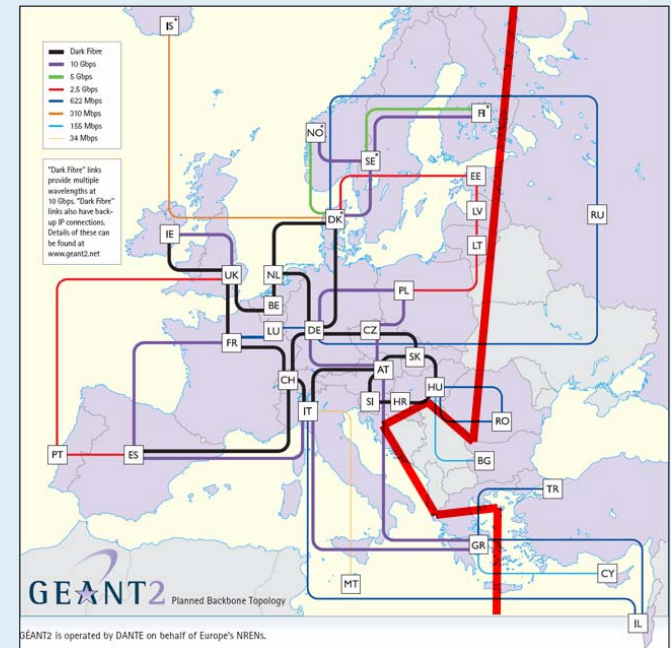 IS*
Dark Fibre
10 Gbps
5 Gbps
2.5 Gbps
622 Mbps
310 Mbps
155 Mbps
34 Mbps
"Dark Fibre" links
provide multiple
wavelengths at
10 Gbps. "Dark Fibre"
links also have back-
up IP connections.
Details of these can
be found at
www.geant2.net
FI*
NO*
SE*
EE
LV
RU
DK*
IE
LT
UK
NL
PL
BE
LU
DE
CZ
FR
SK
AT
CH
HU
SI
HR
IT
RO
PT
ES
BG
TR
GR
CY
MT
IL
GEANT2 Planned Backbone Topology
GÉANT2 is operated by DANTE on behalf of Europe's NRENs.